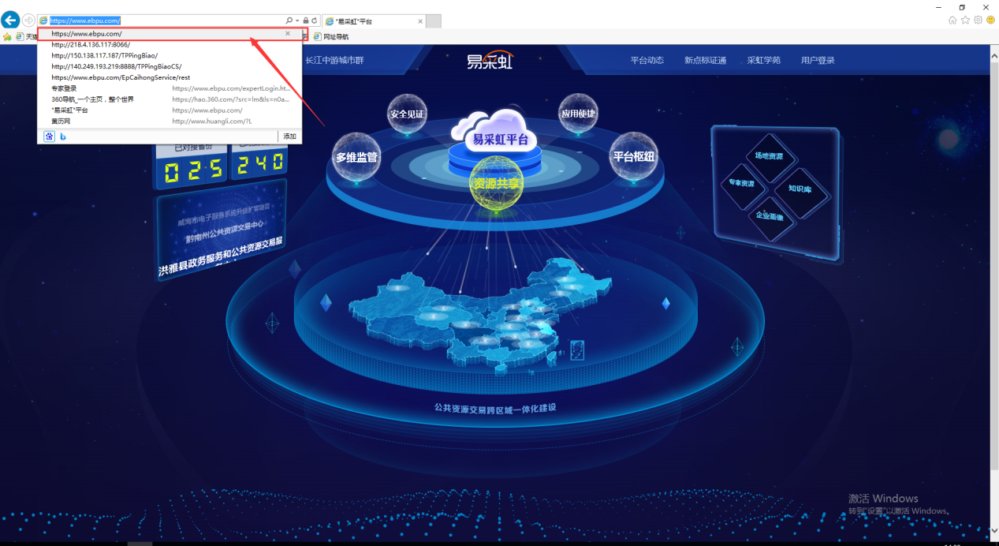 https://www.ebpu.com/
"易采虹"平台
https://www.ebpu.com/
http://218.4.136.117:8066/
http://150.138.117.187/TPPingBiao/
http://140.249.193.219:8888/TPPingBiaoCS/
https://www.ebpu.com/EpCaihongService/rest
专家登录 https://www.ebpu.com/expertLogin.ht...
360导航_一个主页，整个世界 https://hao.360.com/?src=lm&ls=n0a...
"易采虹"平台 https://www.ebpu.com/
黄历网 http://www.huangli.com/?L
添加
网址导航
长江中游城市群
易采虹
平台动态
新点标证通
采虹学苑
用户登录
安全见证
应用便捷
多维监管
易采虹平台
平台枢纽
资源共享
已对接省份
025
240
威海市电子服务系统升级扩容项目
黔南州公共资源交易中心
洪雅县政务服务和公共资源交易服
场地资源
专家资源
知识库
企业画像
公共资源交易跨区域一体化建设
激活 Windows
转到"设置"以激活 Windows。